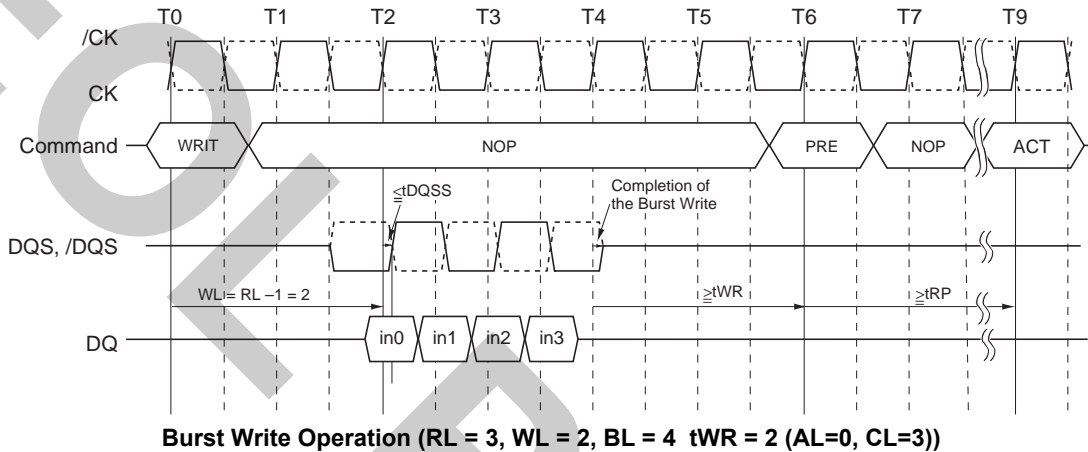 T0 T1 T2 T3 T4 T5 T6 T7 T9
/CK
CK
Command WRIT NOP PRE NOP ACT
≦tDQSS
Completion of
the Burst Write
DQS, /DQS
WL = RL –1 = 2 ≧tWR ≧tRP
DQ in0 in1 in2 in3
Burst Write Operation (RL = 3, WL = 2, BL = 4 tWR = 2 (AL=0, CL=3))